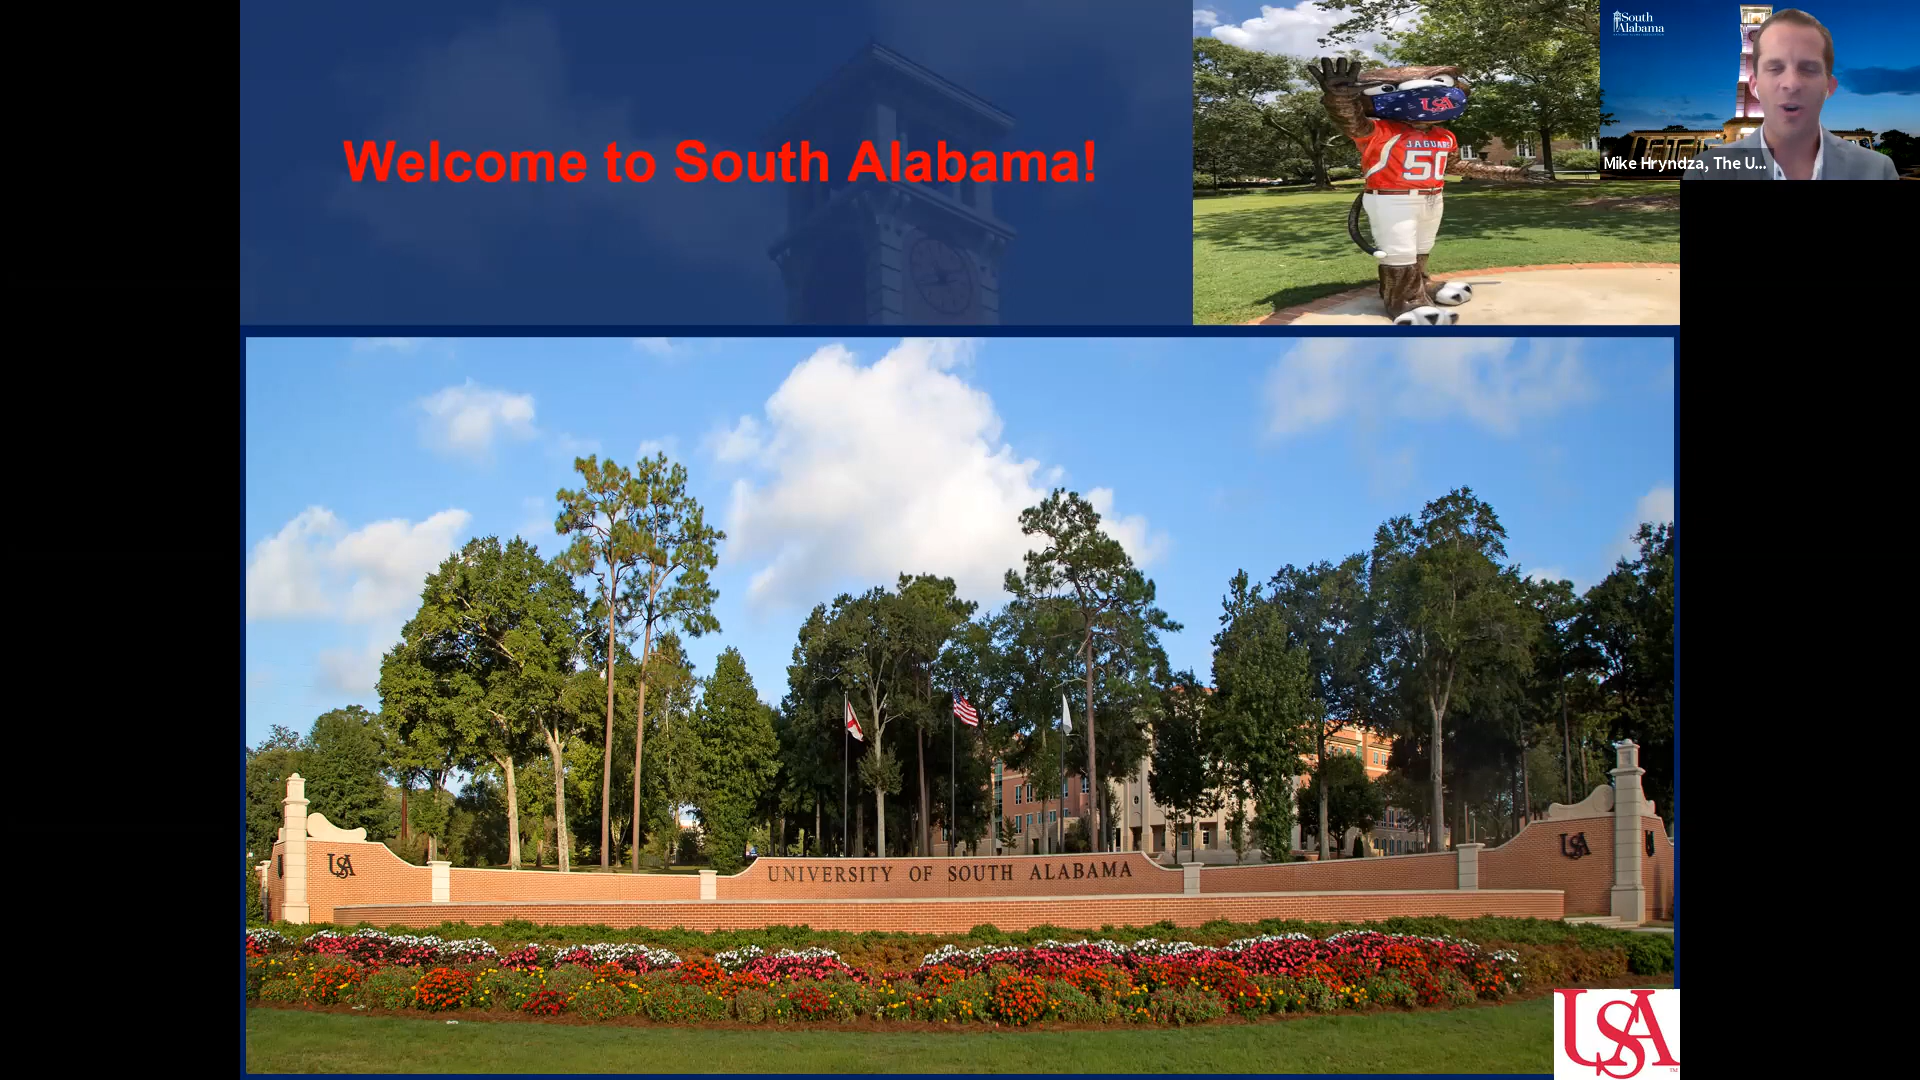 Welcome to South Alabama!
USA
JAGUARS
50
South
Alabama
Mike Hryndza, The U...
UNIVERSITY OF SOUTH ALABAMA
USA
USA
USA
TM